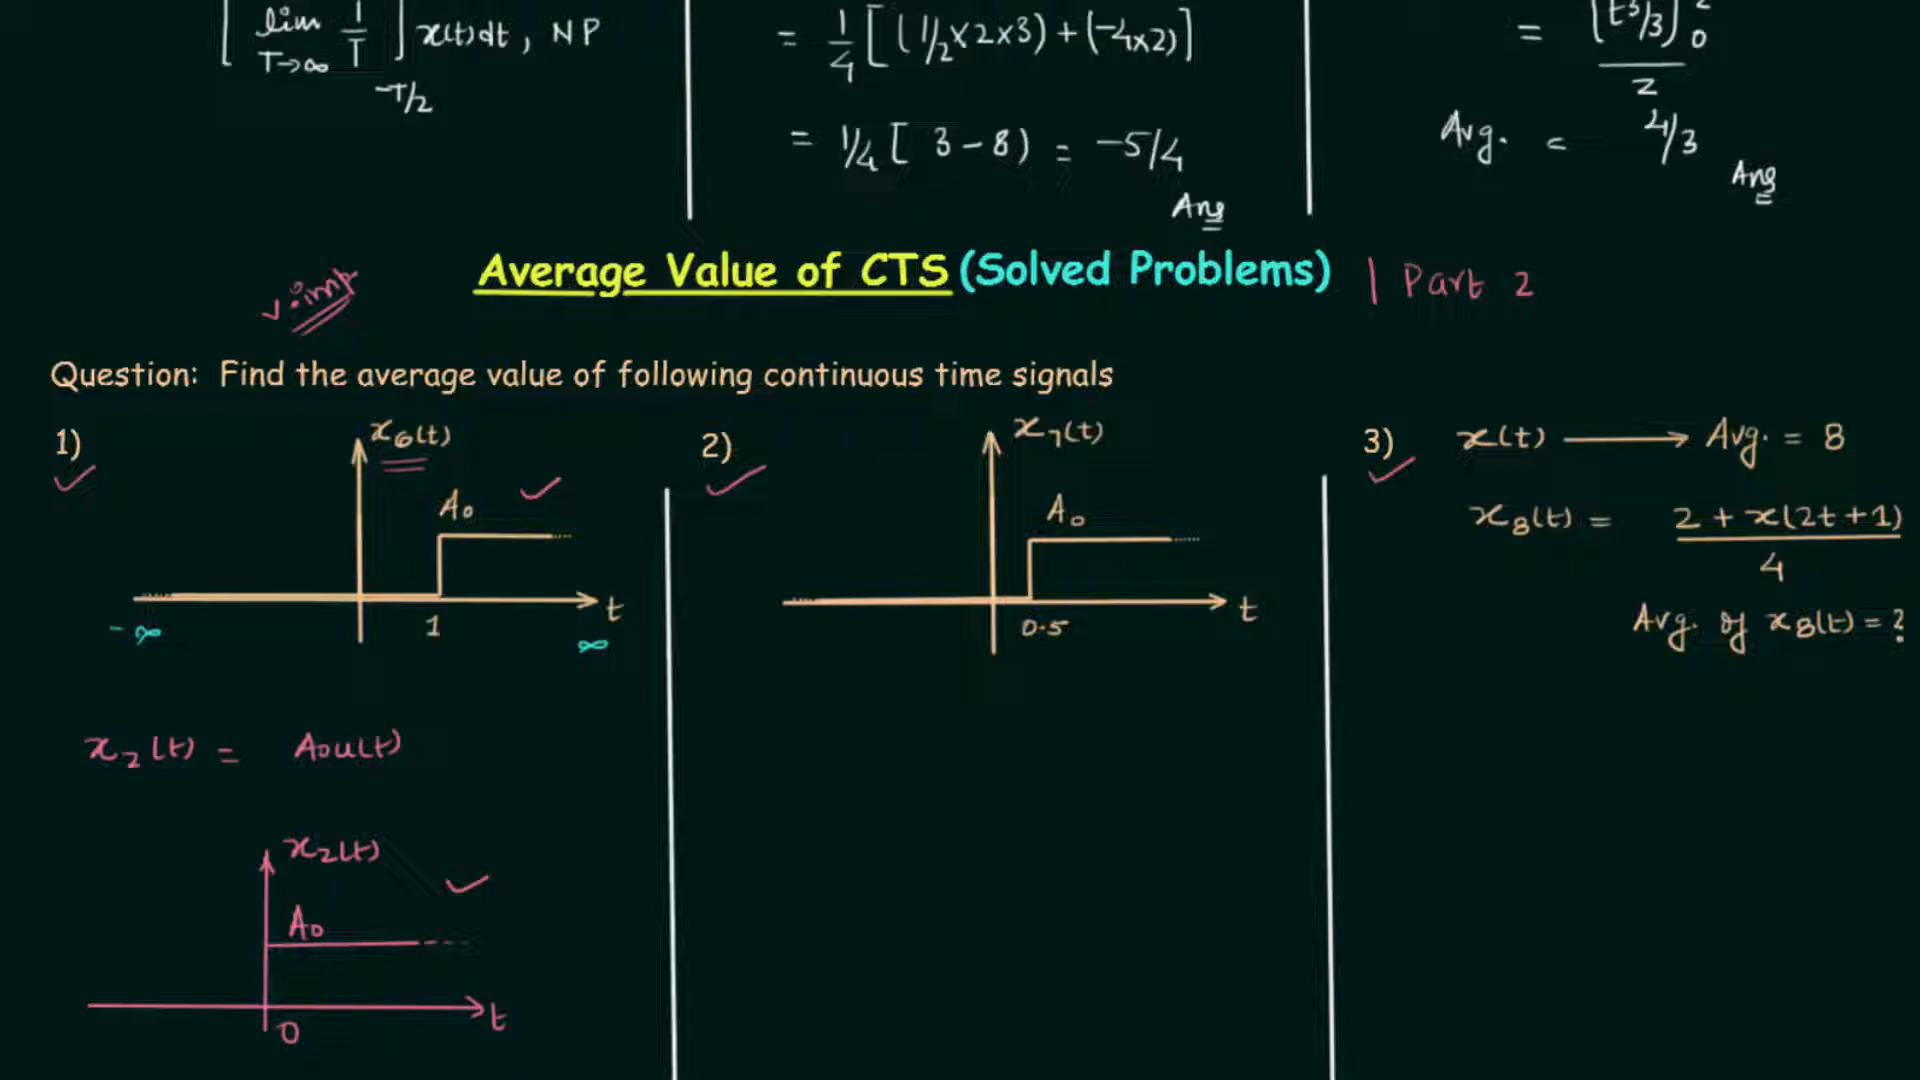 lim 1/T ∫ x(t)dt, NP
T→∞ -T/2
= 1/4 [(1/2×2×3)+(-4×2)]
= 1/4 [ 3-8) = -5/4
Ans
= [t³/3]²₀
2
Avg. = 4/3
Ans
✓ :imp
Average Value of CTS (Solved Problems) | Part 2
Question: Find the average value of following continuous time signals
1)
x₆(t)
A₀
1
t
-∞
∞
x₂(t) = A₀u(t)
x₂(t)
A₀
0
t
2)
x₇(t)
A₀
0.5
t
3) x(t) ⟶ Avg. = 8
x₈(t) = 2 + x(2t+1)
4
Avg. of x₈(t) = ?